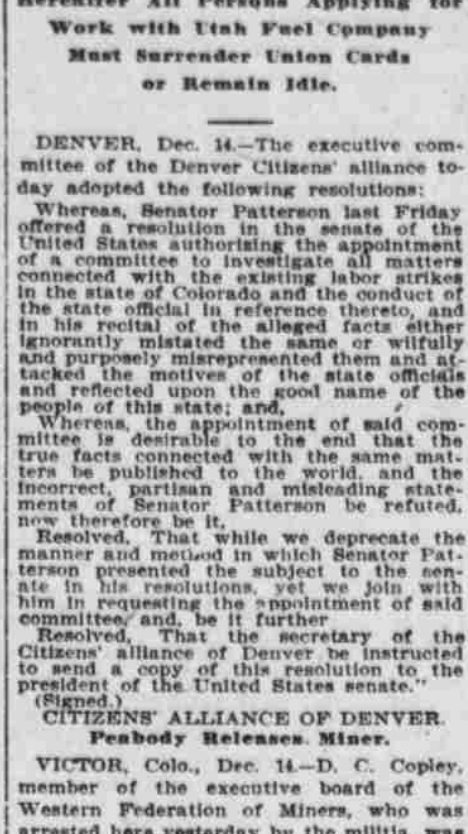 Hereafter All Persons Applying for
Work with Utah Fuel Company
Must Surrender Union Cards
or Remain Idle.
DENVER, Dec. 14.—The executive com-
mittee of the Denver Citizens' alliance to-
day adopted the following resolutions:
Whereas, Senator Patterson last Friday
offered a resolution in the senate of the
United States authorizing the appointment
of a committee to investigate all matters
connected with the existing labor strikes
in the state of Colorado and the conduct of
the state official in reference thereto, and
in his recital of the alleged facts either
ignorantly mistated the same or wilfully
and purposely misrepresented them and at-
tacked the motives of the state officials
and reflected upon the good name of the
people of this state; and,
Whereas, the appointment of said com-
mittee is desirable to the end that the
true facts connected with the same mat-
ters be published to the world, and the
incorrect, partisan and misleading state-
ments of Senator Patterson be refuted,
now therefore be it,
Resolved, That while we deprecate the
manner and method in which Senator Pat-
terson presented the subject to the sen-
ate in his resolutions, yet we join with
him in requesting the appointment of said
committee, and, be it further
Resolved, That the secretary of the
Citizens' alliance of Denver be instructed
to send a copy of this resolution to the
president of the United States senate."
(Signed.)
CITIZENS' ALLIANCE OF DENVER.
Peabody Releases Miner.
VICTOR, Colo., Dec. 14.—D. C. Copley,
member of the executive board of the
Western Federation of Miners, who was
arrested here yesterday by the military was